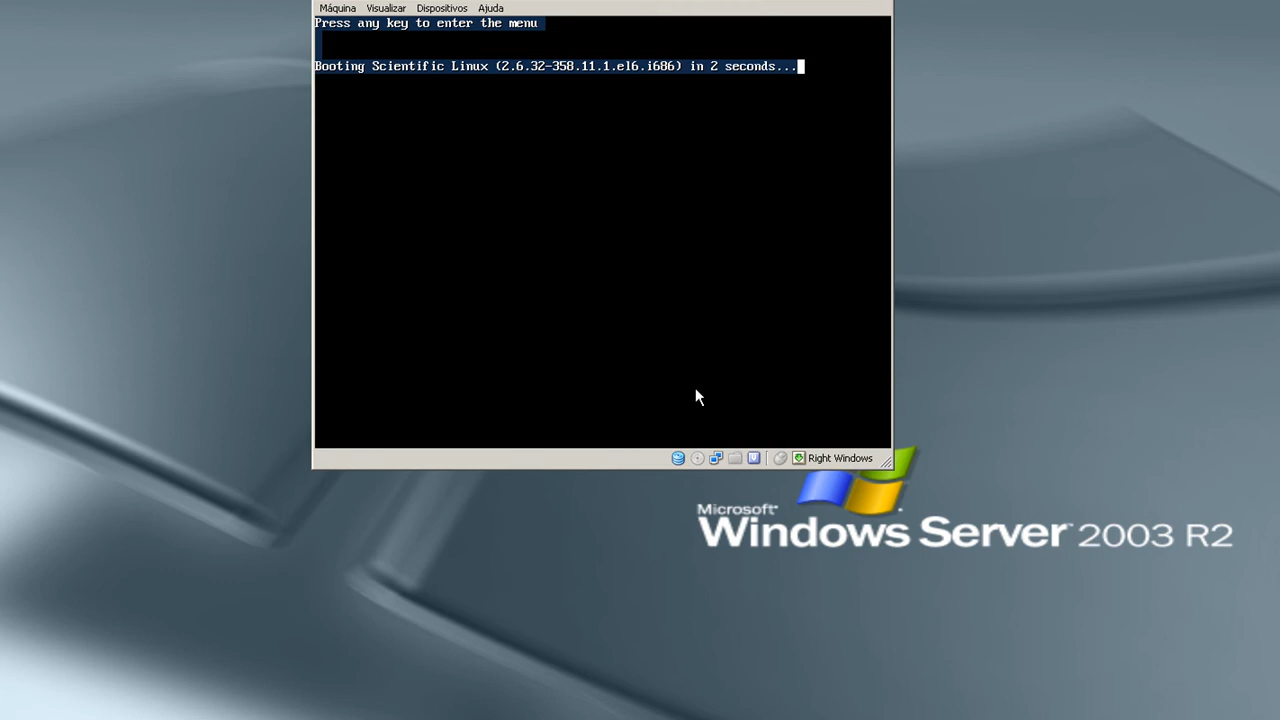 Máquina Visualizar Dispositivos Ajuda
Press any key to enter the menu
Booting Scientific Linux (2.6.32-358.11.1.el6.i686) in 2 seconds...
Right Windows
Microsoft
Windows Server 2003 R2